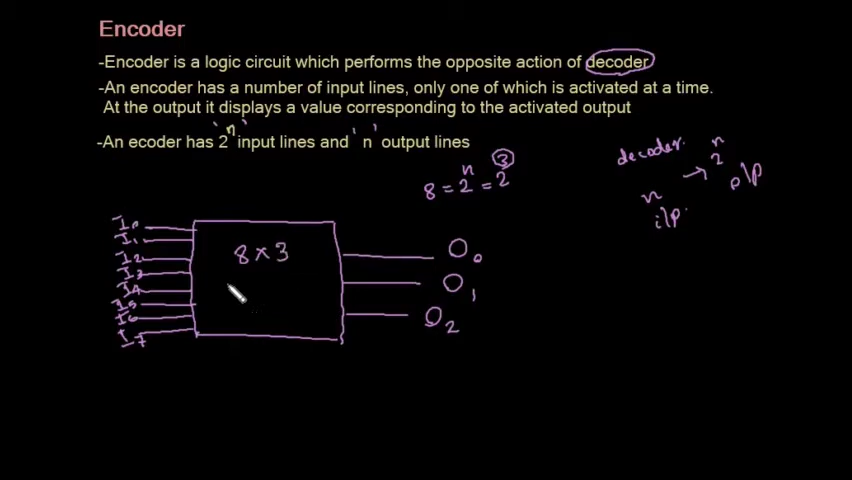 Encoder
-Encoder is a logic circuit which performs the opposite action of decoder
-An encoder has a number of input lines, only one of which is activated at a time.
At the output it displays a value corresponding to the activated output
-An ecoder has '2^n' input lines and 'n' output lines
decoder.
n i/p. → 2^n o/p
8 = 2^n = 2^3
8 × 3
I0
I1
I2
I3
I4
I5
I6
I7
O0
O1
O2